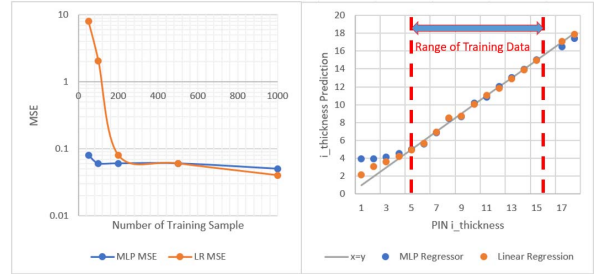 10
1
0.1
0.01
0 200 400 600 800 1000
MSE
Number of Training Sample
MLP MSE LR MSE
20
18
16
14
12
10
8
6
4
2
0
i_thickness Prediction
Range of Training Data
1 3 5 7 9 11 13 15 17
PIN i_thickness
x=y MLP Regressor Linear Regression